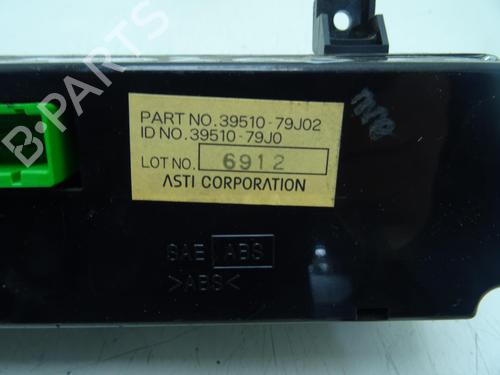 PART NO. 39510-79J02
ID NO. 39510-79J0
LOT NO. 6912
ASTI CORPORATION
SAE ABS
>ABS<
B-PARTS